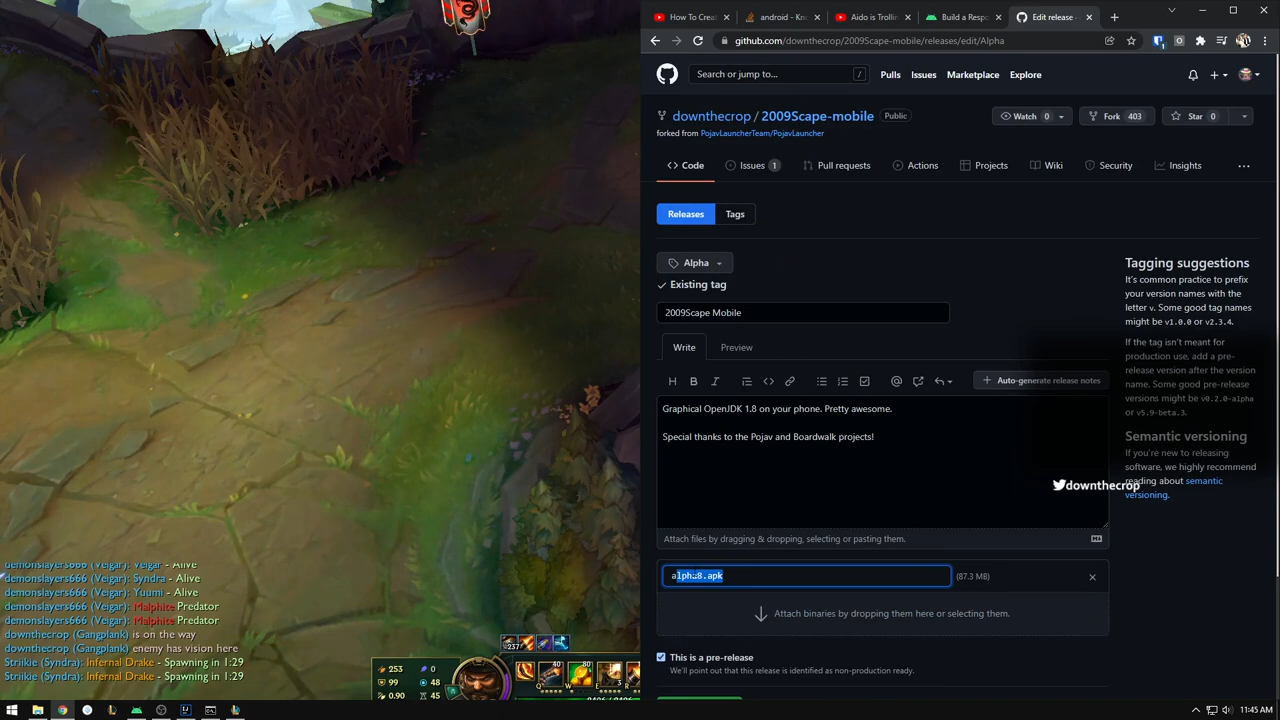 How To Crea
android - Kno
Aido is Trollin
Build a Respo
Edit release ·
github.com/downthecrop/2009Scape-mobile/releases/edit/Alpha
Search or jump to...
/
Pulls
Issues
Marketplace
Explore
downthecrop / 2009Scape-mobile
Public
Watch 0
Fork 403
Star 0
forked from PojavLauncherTeam/PojavLauncher
Code
Issues 1
Pull requests
Actions
Projects
Wiki
Security
Insights
Releases
Tags
Alpha
Existing tag
2009Scape Mobile
Write
Preview
Auto-generate release notes
Graphical OpenJDK 1.8 on your phone. Pretty awesome.
Special thanks to the Pojav and Boardwalk projects!
Attach files by dragging & dropping, selecting or pasting them.
alpha8.apk
(87.3 MB)
Attach binaries by dropping them here or selecting them.
This is a pre-release
We'll point out that this release is identified as non-production ready.
Tagging suggestions
It's common practice to prefix
your version names with the
letter v. Some good tag names
might be v1.0.0 or v2.3.4.
If the tag isn't meant for
production use, add a pre-
release version after the version
name. Some good pre-release
versions might be v0.2.0-alpha
or v5.9-beta.3.
Semantic versioning
If you're new to releasing
software, we highly recommend
reading about semantic
versioning.
downthecrop
demonslayers666 (Veigar): Veigar - Alive
demonslayers666 (Veigar): Syndra - Alive
demonslayers666 (Veigar): Yuumi - Alive
demonslayers666 (Veigar): Malphite Predator
demonslayers666 (Veigar): Malphite Predator
downthecrop (Gangplank) is on the way
downthecrop (Gangplank) enemy has vision here
Striikie (Syndra): Infernal Drake - Spawning in 1:29
Striikie (Syndra): Infernal Drake - Spawning in 1:29
253
0
99
48
0.90
45
237
40
80
Q
W
E
R
3
11:45 AM